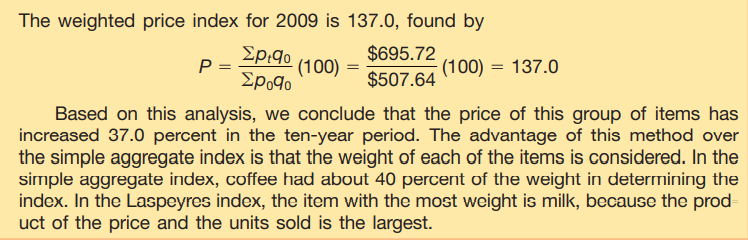 The weighted price index for 2009 is 137.0, found by
P = Σpₜq₀ / Σp₀q₀ (100) = $695.72 / $507.64 (100) = 137.0
Based on this analysis, we conclude that the price of this group of items has
increased 37.0 percent in the ten-year period. The advantage of this method over
the simple aggregate index is that the weight of each of the items is considered. In the
simple aggregate index, coffee had about 40 percent of the weight in determining the
index. In the Laspeyres index, the item with the most weight is milk, because the prod-
uct of the price and the units sold is the largest.